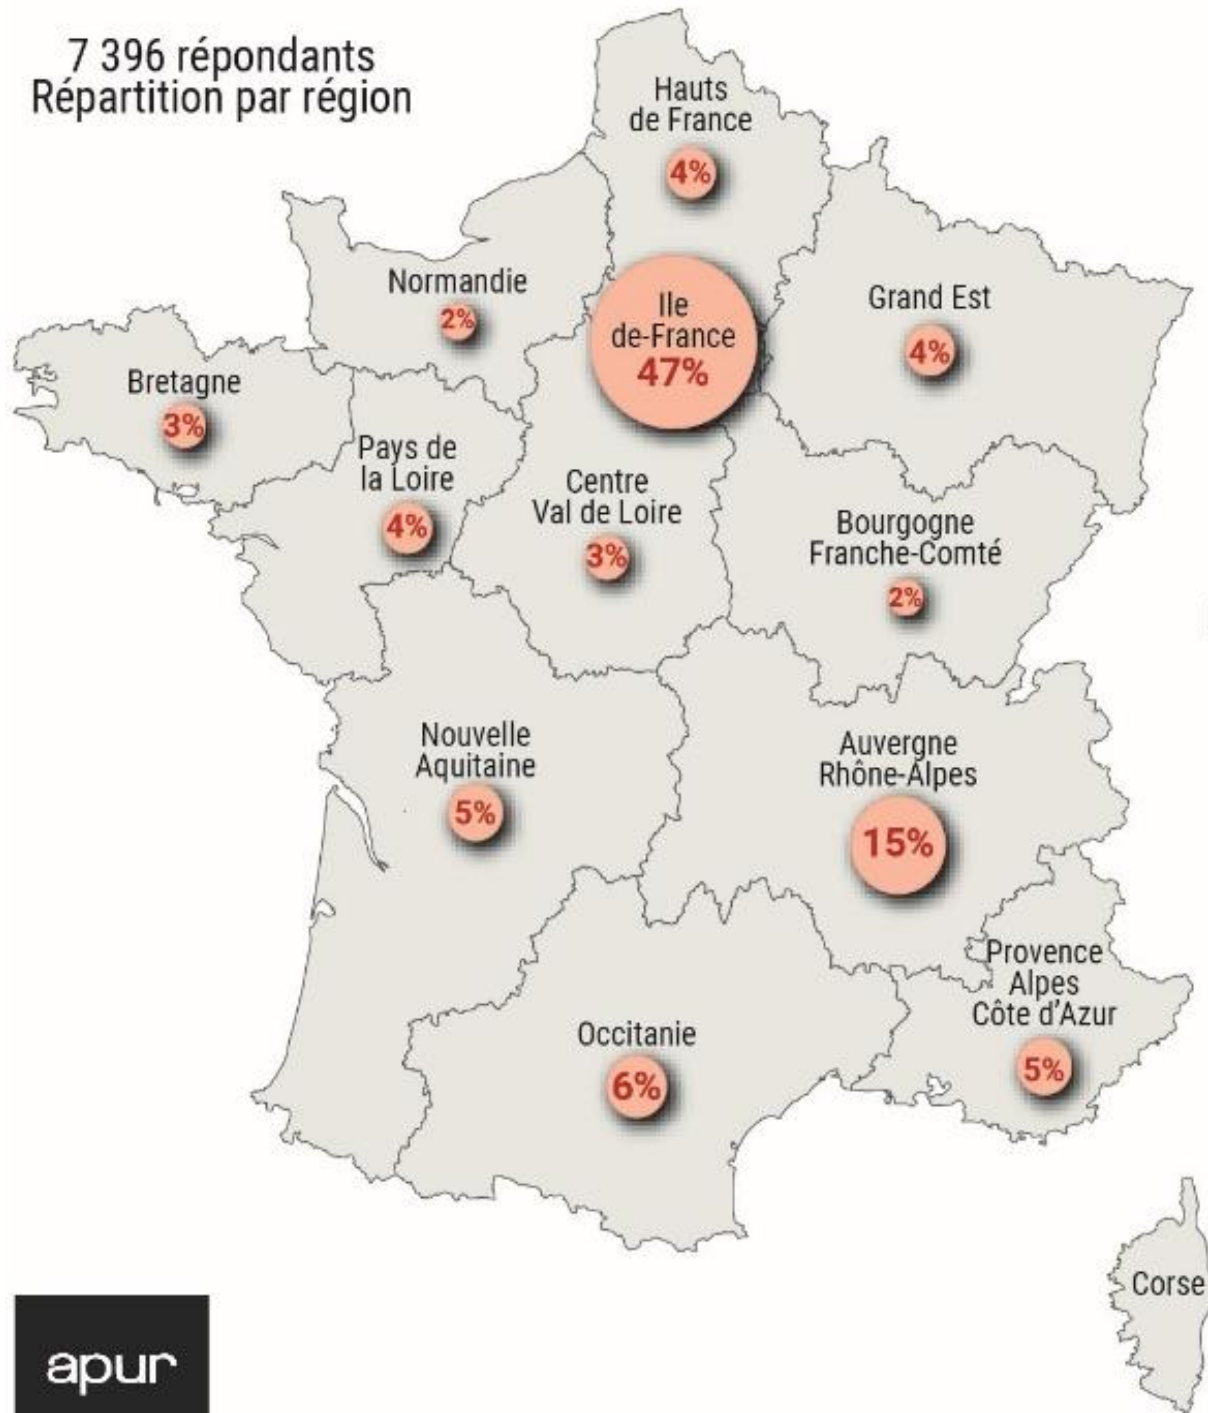 7 396 répondants
Répartition par région
Hauts
de France
4%
Normandie
2%
Ile
de-France
47%
Grand Est
4%
Bretagne
3%
Pays de
la Loire
4%
Centre
Val de Loire
3%
Bourgogne
Franche-Comté
2%
Nouvelle
Aquitaine
5%
Auvergne
Rhône-Alpes
15%
Provence
Alpes
Côte d'Azur
5%
Occitanie
6%
Corse
apur